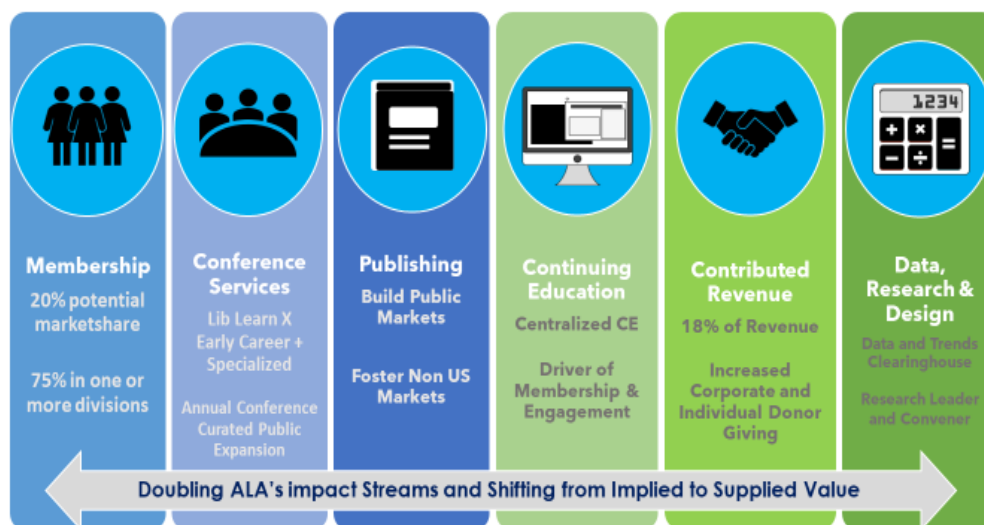 Membership
20% potential
marketshare
75% in one or
more divisions
Conference
Services
Lib Learn X
Early Career +
Specialized
Annual Conference
Curated Public
Expansion
Publishing
Build Public
Markets
Foster Non US
Markets
Continuing
Education
Centralized CE
Driver of
Membership &
Engagement
Contributed
Revenue
18% of Revenue
Increased
Corporate and
Individual Donor
Giving
1234
+ × − ÷ =
Data,
Research &
Design
Data and Trends
Clearinghouse
Research Leader
and Convener
Doubling ALA's impact Streams and Shifting from Implied to Supplied Value